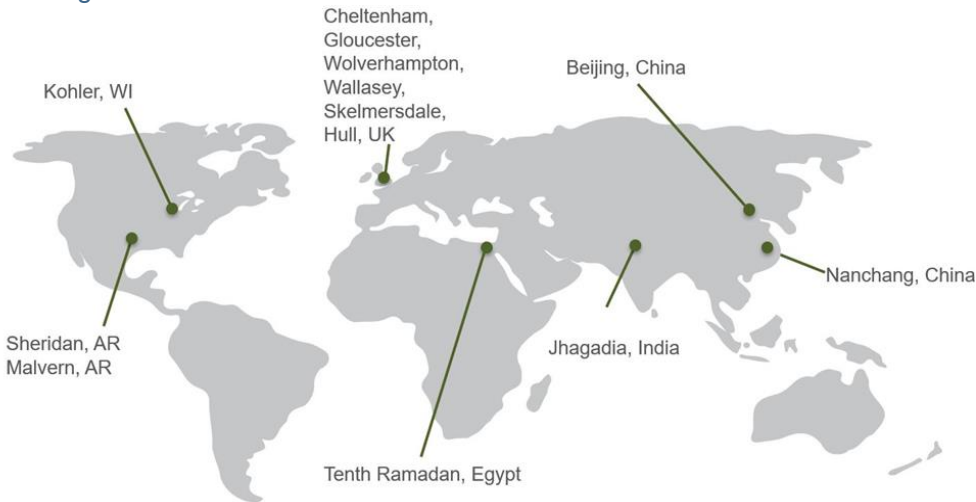 Cheltenham,
Gloucester,
Wolverhampton,
Wallasey,
Skelmersdale,
Hull, UK
Kohler, WI
Beijing, China
Nanchang, China
Sheridan, AR
Malvern, AR
Jhagadia, India
Tenth Ramadan, Egypt